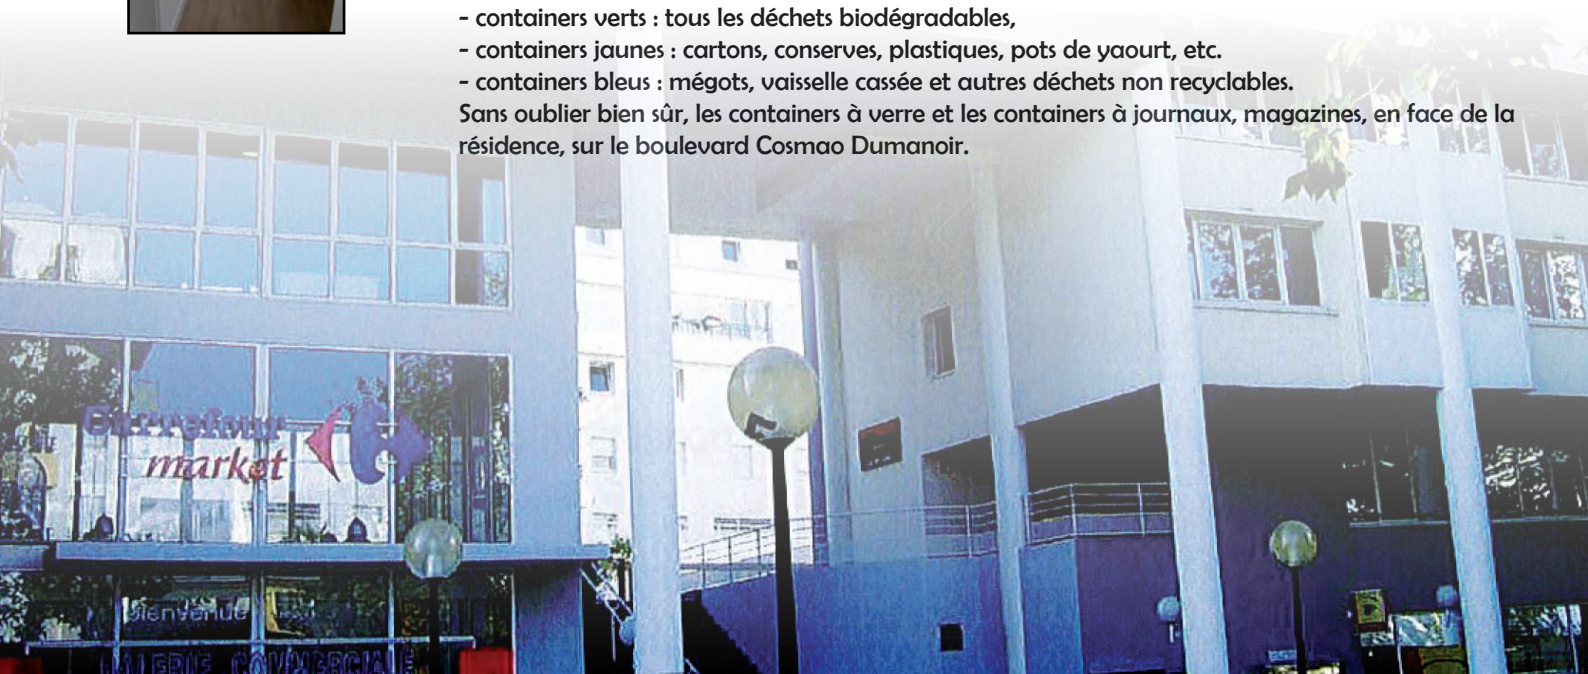 - containers verts : tous les déchets biodégradables,
- containers jaunes : cartons, conserves, plastiques, pots de yaourt, etc.
- containers bleus : mégots, vaisselle cassée et autres déchets non recyclables.
Sans oublier bien sûr, les containers à verre et les containers à journaux, magazines, en face de la
résidence, sur le boulevard Cosmao Dumanoir.
Carrefour
market
Bienvenue
GALERIE COMMERCIALE